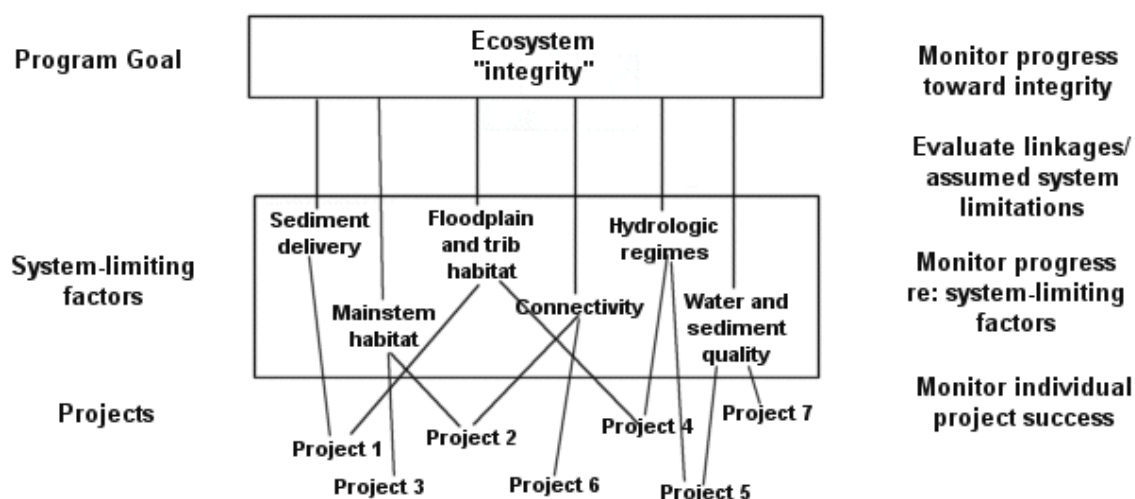 Program Goal
Ecosystem
"integrity"
Monitor progress
toward integrity
Evaluate linkages/
assumed system
limitations
System-limiting
factors
Sediment
delivery
Floodplain
and trib
habitat
Hydrologic
regimes
Mainstem
habitat
Connectivity
Water and
sediment
quality
Monitor progress
re: system-limiting
factors
Projects
Project 1
Project 2
Project 4
Project 7
Project 3
Project 6
Project 5
Monitor individual
project success